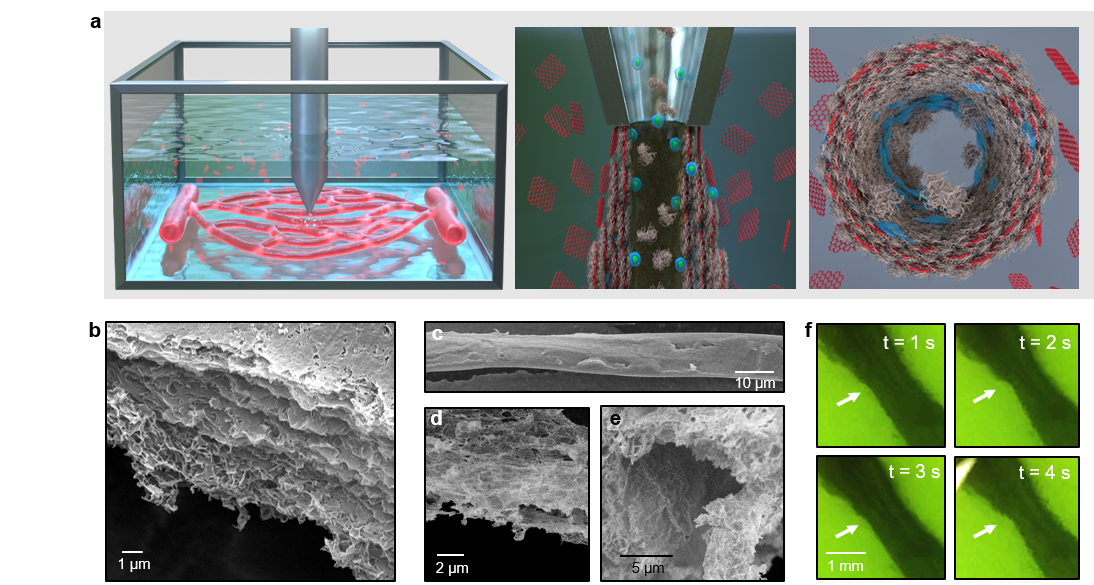 a
b
1 μm
c
10 μm
d
2 μm
e
5 μm
f
t = 1 s
t = 2 s
t = 3 s
1 mm
t = 4 s